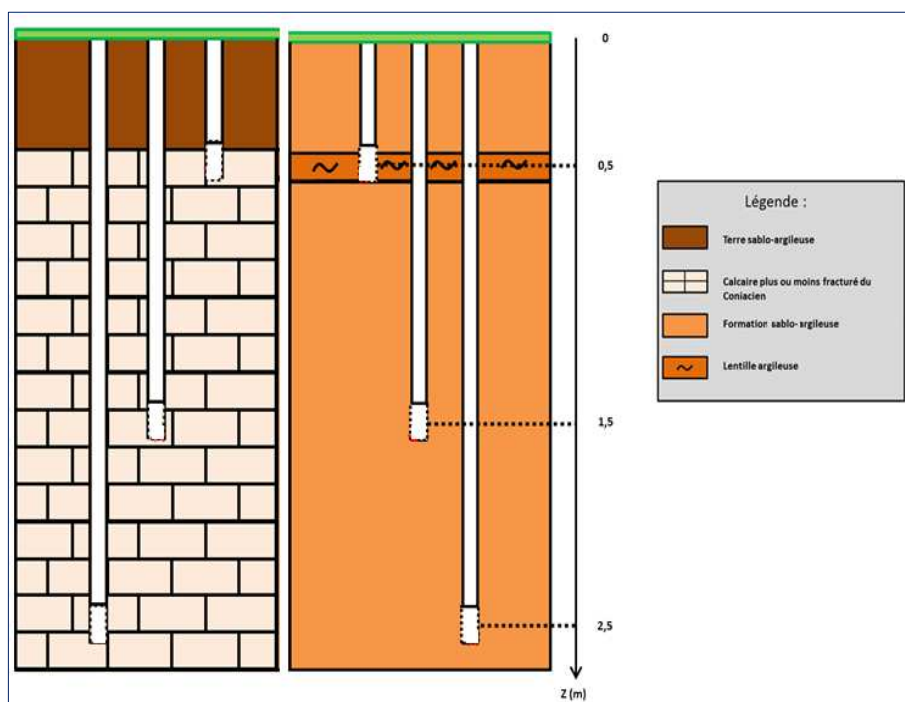 0
0,5
1,5
2,5
Z (m)
Légende :
Terre sablo-argileuse
Calcaire plus ou moins fracturé du
Coniacien
Formation sablo-argileuse
Lentille argileuse